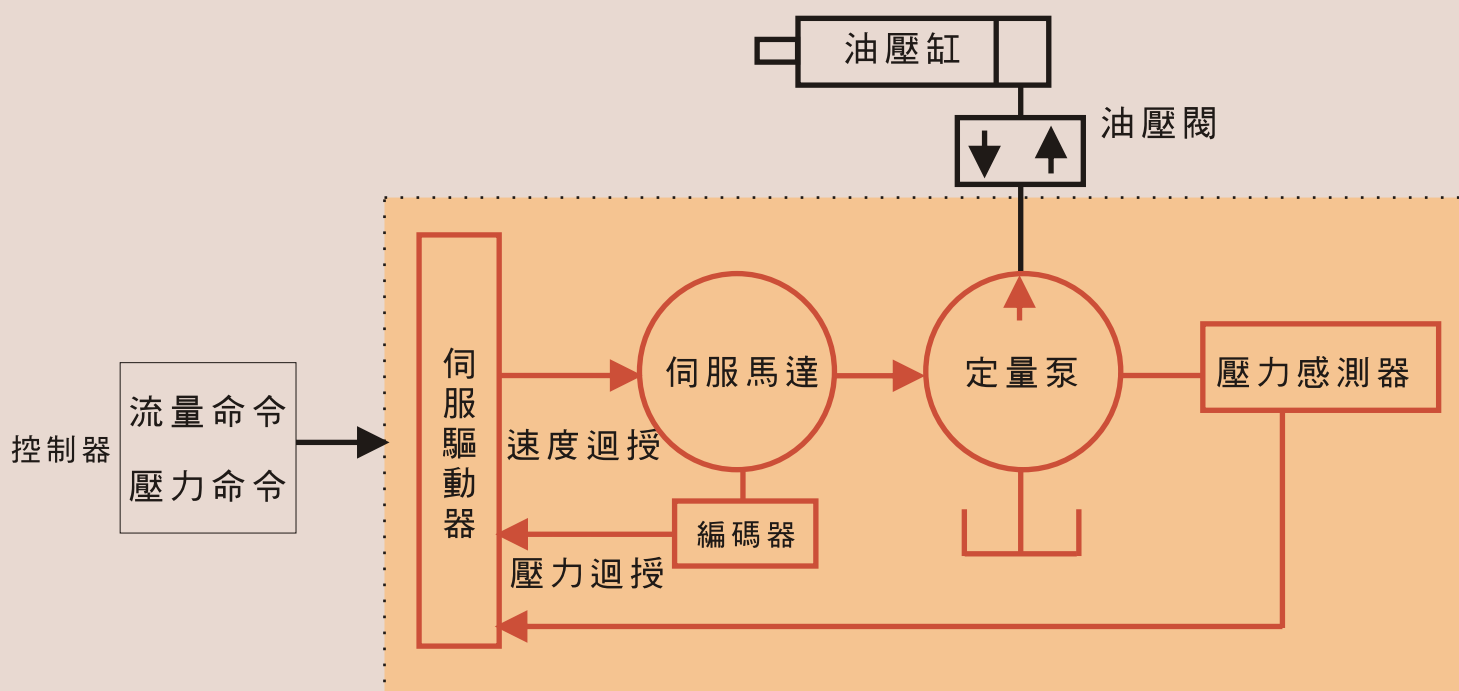 油壓缸
油壓閥
伺服驅動器
伺服馬達
定量泵
壓力感測器
控制器
流量命令
壓力命令
速度迴授
編碼器
壓力迴授